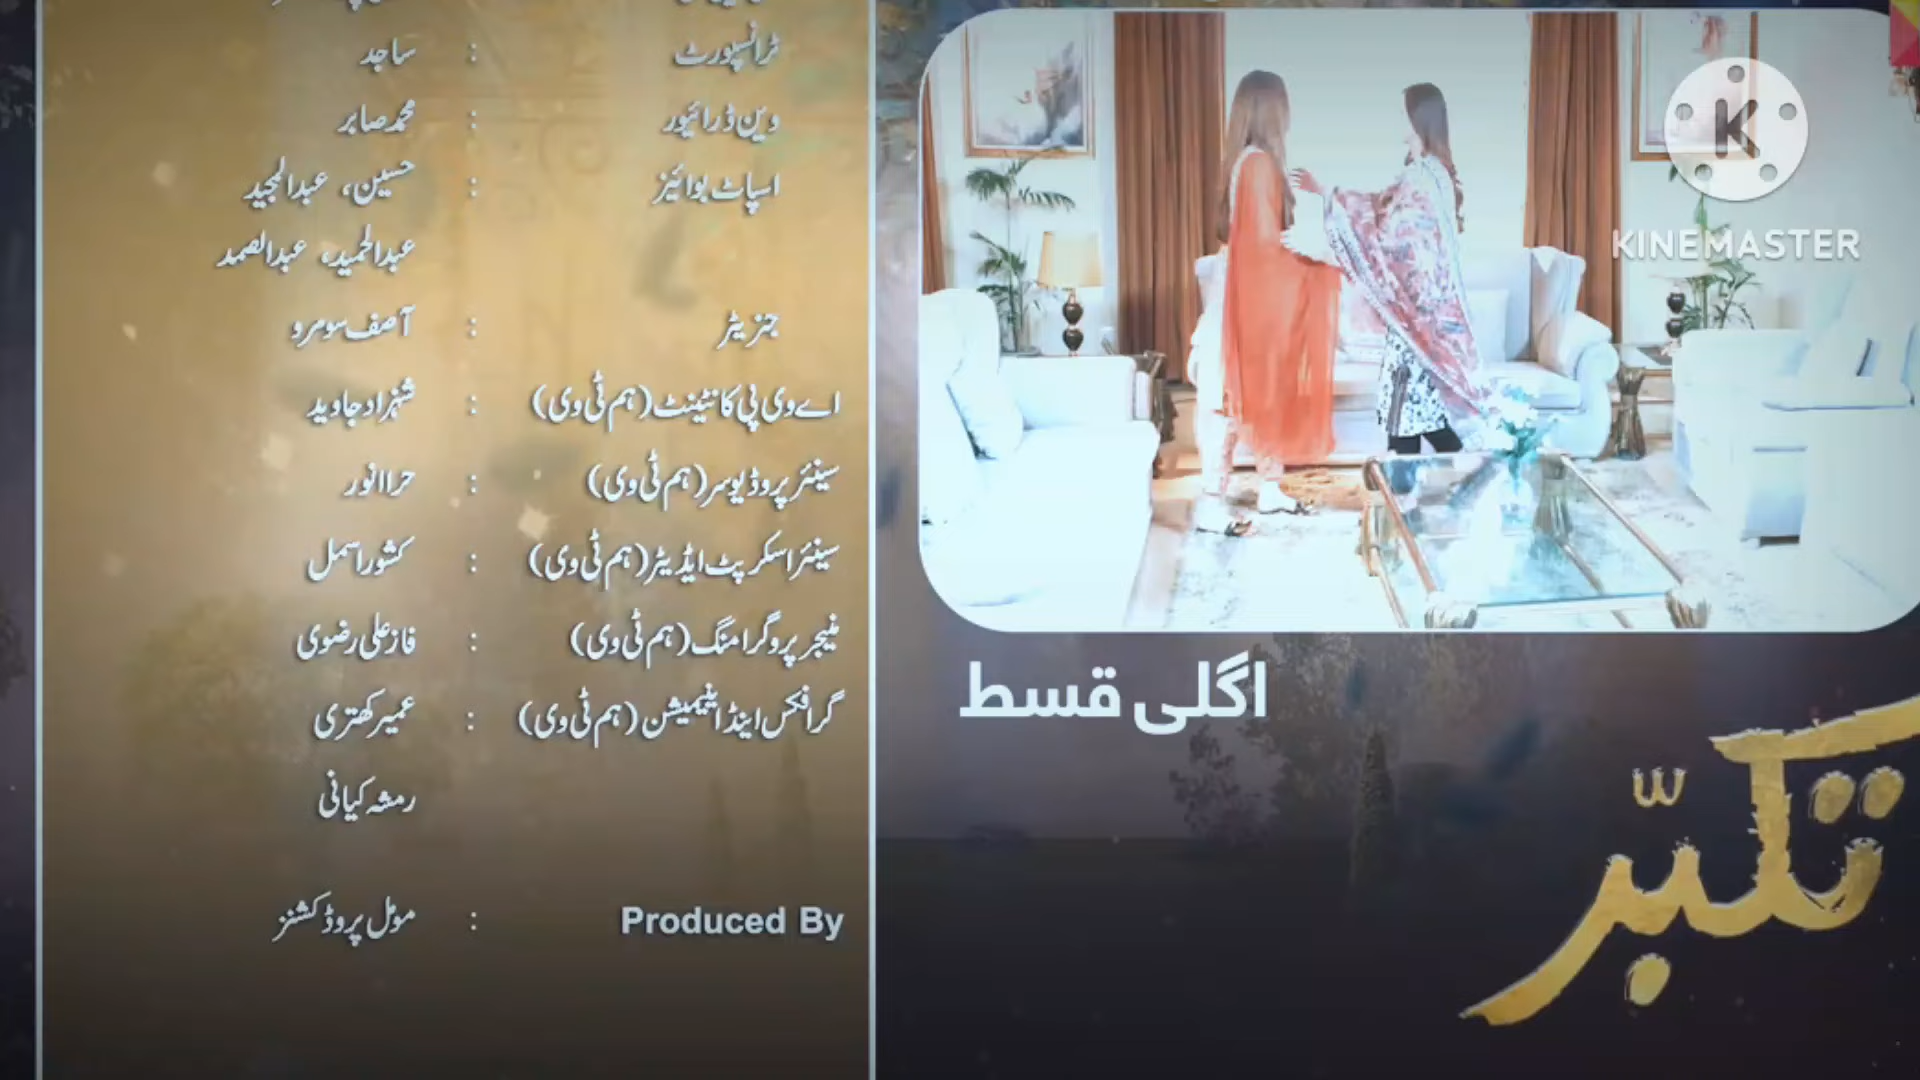 ٹرانسپورٹ : ساجد
وین ڈرائیور : محمد صابر
اسپاٹ بوائیز : حسین، عبدالمجید
عبدالحمید، عبدالصمد
جنریٹر : آصف سومرو
اے وی پی کانٹینٹ (ہم ٹی وی) : شہزاد جاوید
سینئر پروڈیوسر (ہم ٹی وی) : حرا انور
سینئر اسکرپٹ ایڈیٹر (ہم ٹی وی) : کشور اسمل
منیجر پروگرامنگ (ہم ٹی وی) : فاز علی رضوی
گرافکس اینڈ اینیمیشن (ہم ٹی وی) : عمیر کھتری
رمشہ کیانی
Produced By : مومل پروڈکشنز
KINEMASTER
اگلی قسط
تکبّر